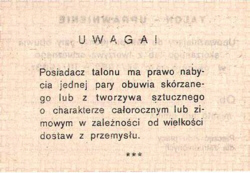 UWAGA!
Posiadacz talonu ma prawo naby-
cia jednej pary obuwia skórzane-
go lub z tworzywa sztucznego
o charakterze całorocznym lub zi-
mowym w zależności od wielkości
dostaw z przemysłu.
***